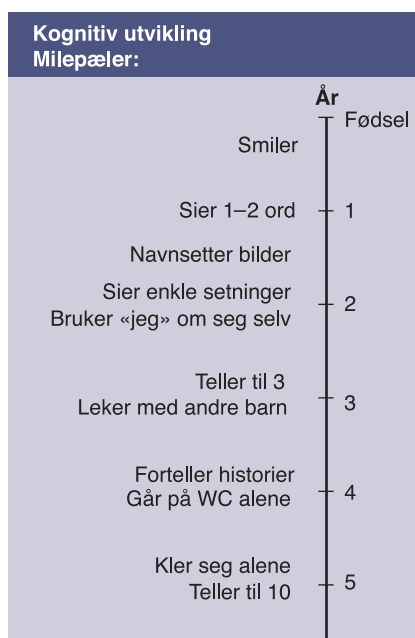 Kognitiv utvikling
Milepæler:
År
Fødsel
Smiler
Sier 1–2 ord
1
Navnsetter bilder
Sier enkle setninger
Bruker «jeg» om seg selv
2
Teller til 3
Leker med andre barn
3
Forteller historier
Går på WC alene
4
Kler seg alene
Teller til 10
5